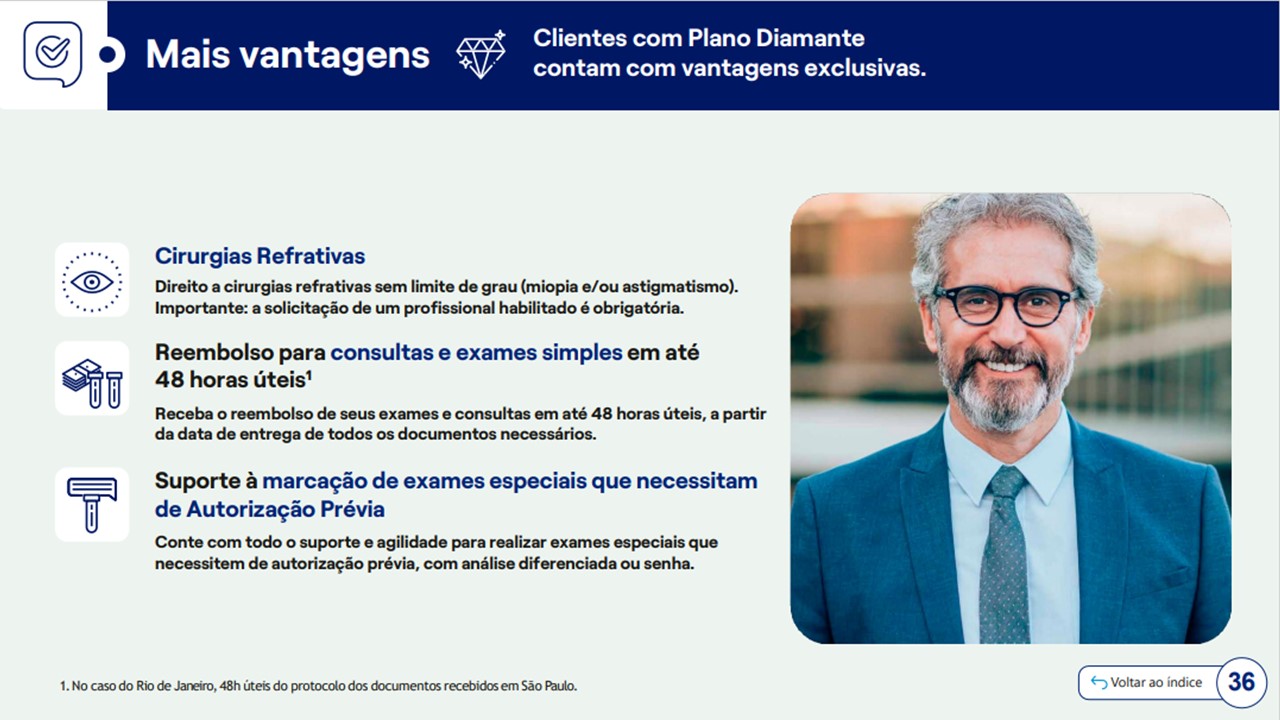 Mais vantagens
Clientes com Plano Diamante
contam com vantagens exclusivas.
Cirurgias Refrativas
Direito a cirurgias refrativas sem limite de grau (miopia e/ou astigmatismo).
Importante: a solicitação de um profissional habilitado é obrigatória.
Reembolso para consultas e exames simples em até
48 horas úteis¹
Receba o reembolso de seus exames e consultas em até 48 horas úteis, a partir
da data de entrega de todos os documentos necessários.
Suporte à marcação de exames especiais que necessitam
de Autorização Prévia
Conte com todo o suporte e agilidade para realizar exames especiais que
necessitem de autorização prévia, com análise diferenciada ou senha.
1. No caso do Rio de Janeiro, 48h úteis do protocolo dos documentos recebidos em São Paulo.
Voltar ao índice
36